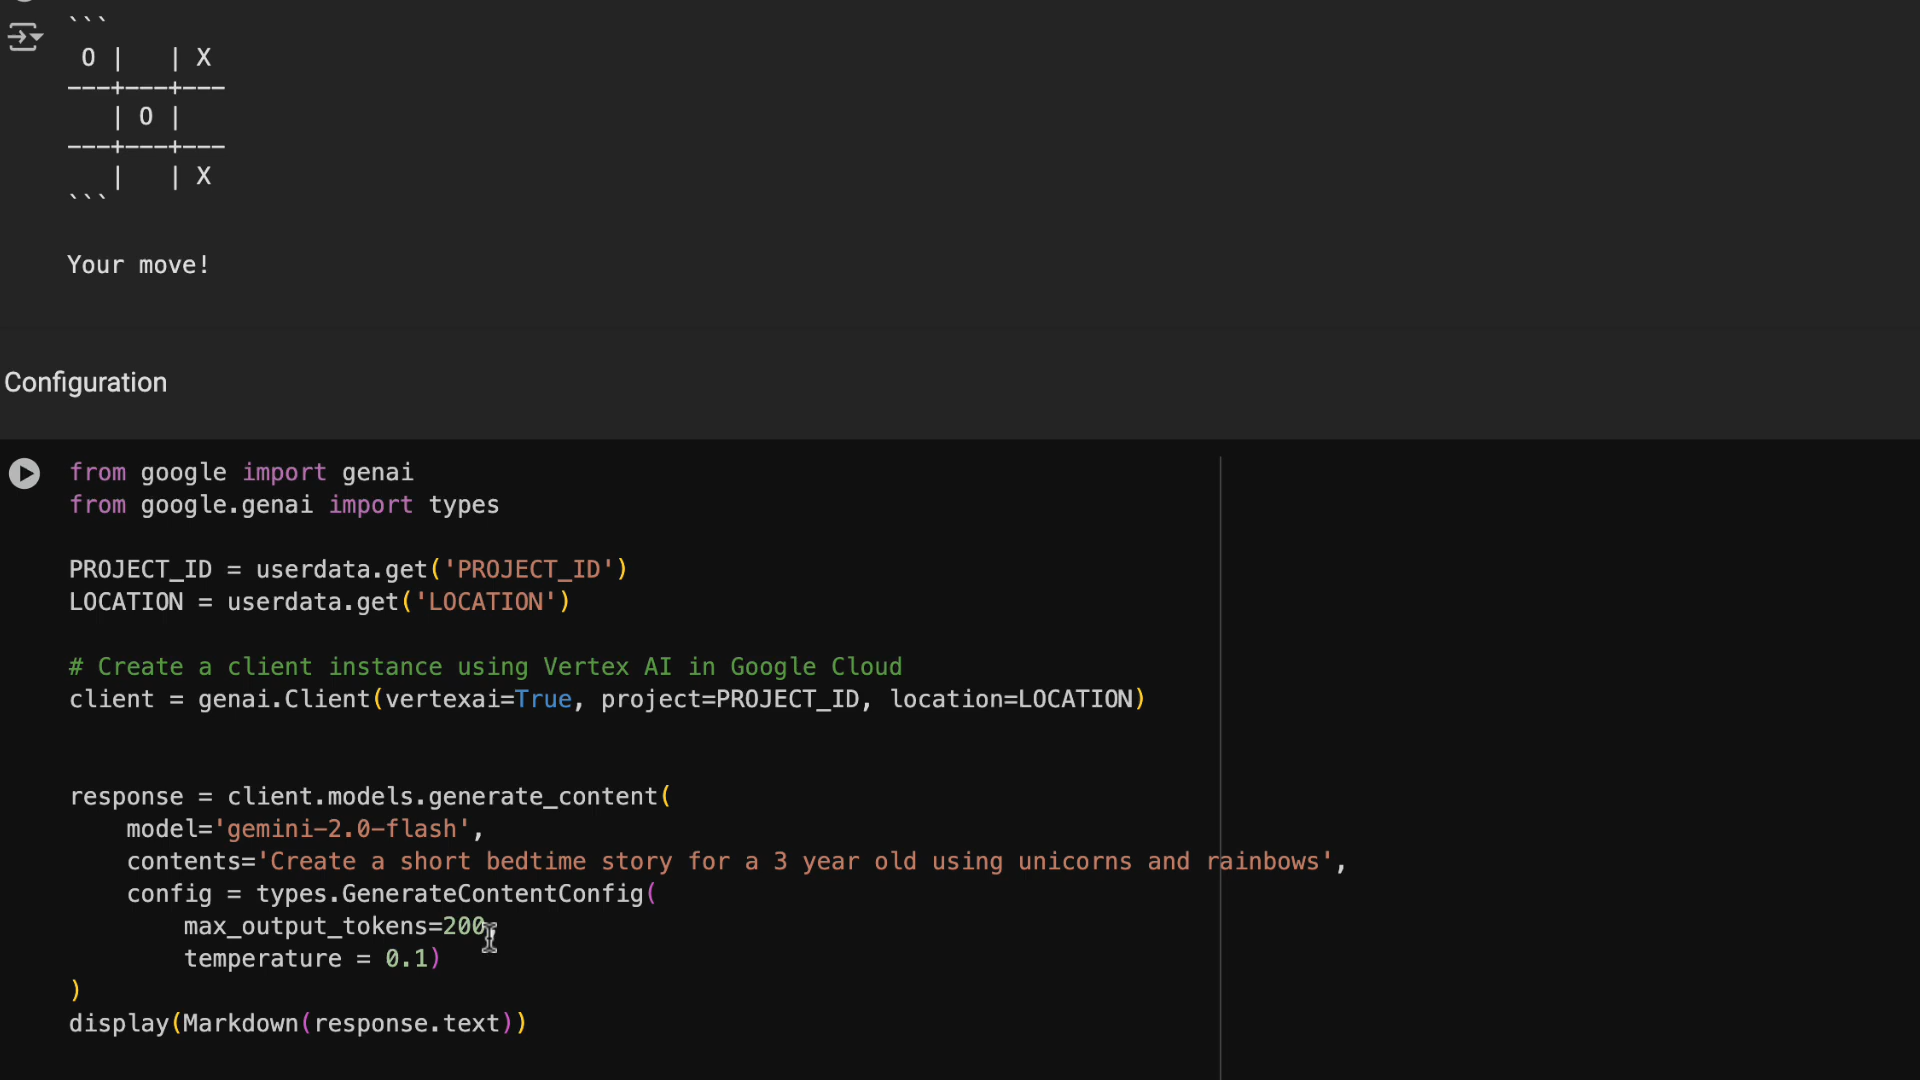 ```
 O |   | X
---+---+---
   | O |
---+---+---
   |   | X
```
Your move!
Configuration
from google import genai
from google.genai import types
PROJECT_ID = userdata.get('PROJECT_ID')
LOCATION = userdata.get('LOCATION')
# Create a client instance using Vertex AI in Google Cloud
client = genai.Client(vertexai=True, project=PROJECT_ID, location=LOCATION)
response = client.models.generate_content(
    model='gemini-2.0-flash',
    contents='Create a short bedtime story for a 3 year old using unicorns and rainbows',
    config = types.GenerateContentConfig(
        max_output_tokens=200,
        temperature = 0.1)
)
display(Markdown(response.text))